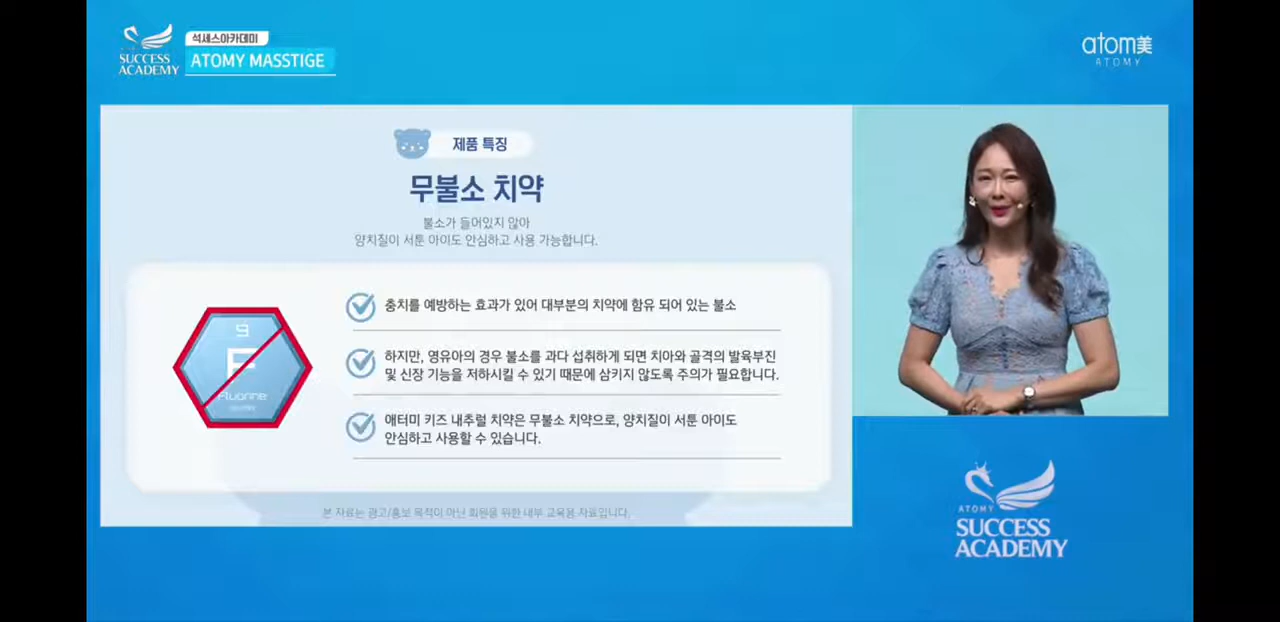 SUCCESS
ACADEMY
석세스아카데미
ATOMY MASSTIGE
atom美
ATOMY
제품 특징
무불소 치약
불소가 들어있지 않아
양치질이 서툰 아이도 안심하고 사용 가능합니다.
9
F
Fluorine
충치를 예방하는 효과가 있어 대부분의 치약에 함유 되어 있는 불소
하지만, 영유아의 경우 불소를 과다 섭취하게 되면 치아와 골격의 발육부진
및 신장 기능을 저하시킬 수 있기 때문에 삼키지 않도록 주의가 필요합니다.
애터미 키즈 내추럴 치약은 무불소 치약으로, 양치질이 서툰 아이도
안심하고 사용할 수 있습니다.
본 자료는 광고/홍보 목적이 아닌 회원을 위한 내부 교육용 자료입니다.
ATOMY
SUCCESS
ACADEMY